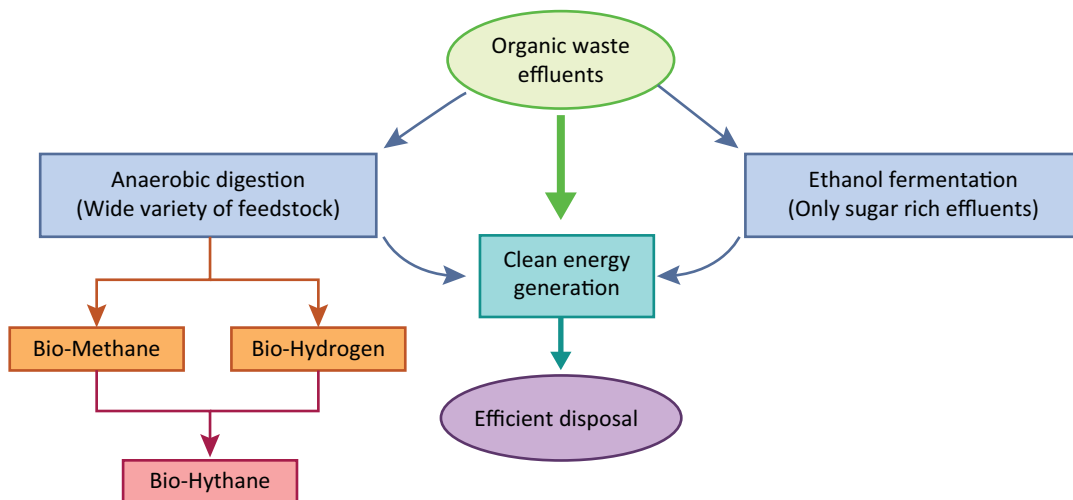 Organic waste
effluents
Anaerobic digestion
(Wide variety of feedstock)
Ethanol fermentation
(Only sugar rich effluents)
Clean energy
generation
Bio-Methane
Bio-Hydrogen
Efficient disposal
Bio-Hythane